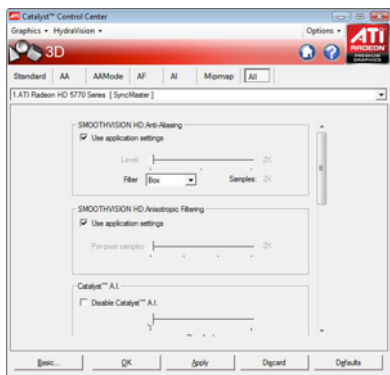 Catalyst™ Control Center
Graphics HydraVision Options
ATI
RADEON
PREMIUM
GRAPHICS
3D
Standard AA AAMode AF AI Mipmap All
1.ATI Radeon HD 5770 Series [ SyncMaster ]
SMOOTHVISION HD:Anti-Aliasing
Use application settings
Level 2X
Filter Box Samples: 2X
SMOOTHVISION HD:Anisotropic Filtering
Use application settings
Per-pixel samples 2X
Catalyst™ A.I.
Disable Catalyst™ A.I.
Basic... OK Apply Discard Defaults